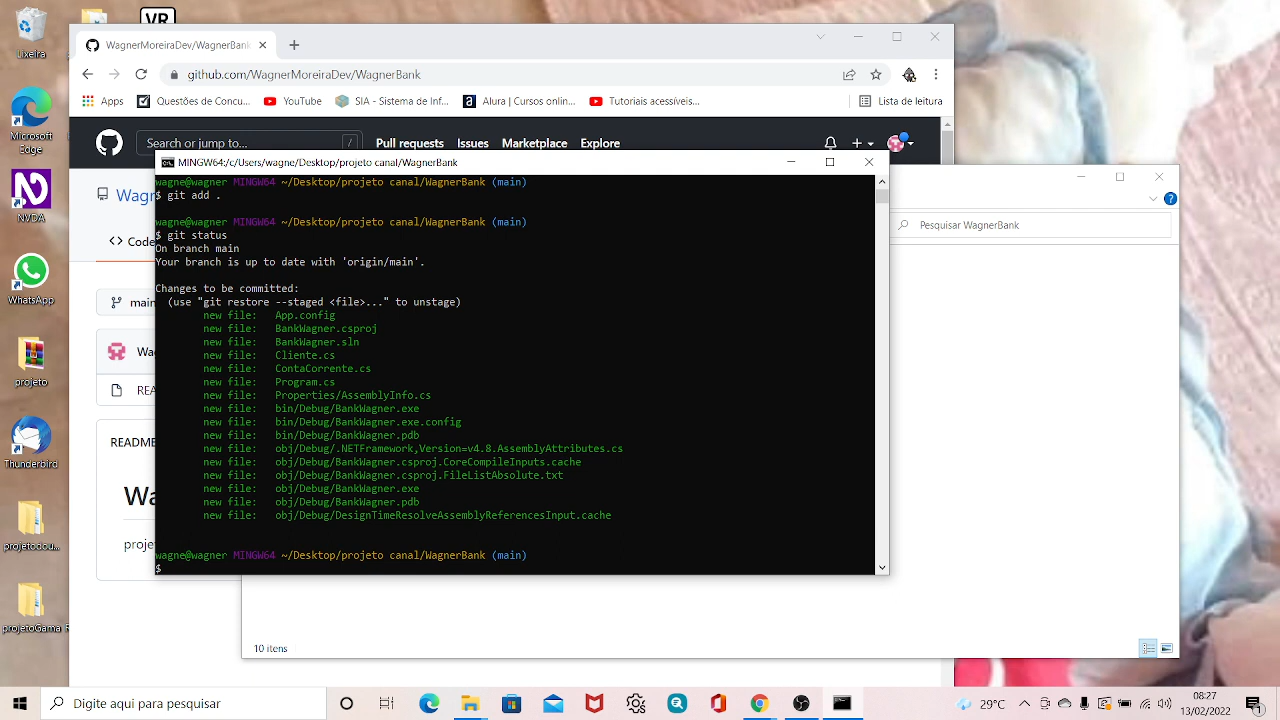 VR
Lixeira
WagnerMoreiraDev/WagnerBank
github.com/WagnerMoreiraDev/WagnerBank
Apps
Questões de Concu...
YouTube
SIA - Sistema de Inf...
Alura | Cursos onlin...
Tutoriais acessíveis...
Lista de leitura
Microsoft
Edge
Search or jump to...
/
Pull requests
Issues
Marketplace
Explore
MINGW64:/c/Users/wagne/Desktop/projeto canal/WagnerBank
wagne@wagner MINGW64 ~/Desktop/projeto canal/WagnerBank (main)
$ git add .
wagne@wagner MINGW64 ~/Desktop/projeto canal/WagnerBank (main)
$ git status
On branch main
Your branch is up to date with 'origin/main'.
Changes to be committed:
(use "git restore --staged <file>..." to unstage)
new file: App.config
new file: BankWagner.csproj
new file: BankWagner.sln
new file: Cliente.cs
new file: ContaCorrente.cs
new file: Program.cs
new file: Properties/AssemblyInfo.cs
new file: bin/Debug/BankWagner.exe
new file: bin/Debug/BankWagner.exe.config
new file: bin/Debug/BankWagner.pdb
new file: obj/Debug/.NETFramework,Version=v4.8.AssemblyAttributes.cs
new file: obj/Debug/BankWagner.csproj.CoreCompileInputs.cache
new file: obj/Debug/BankWagner.csproj.FileListAbsolute.txt
new file: obj/Debug/BankWagner.exe
new file: obj/Debug/BankWagner.pdb
new file: obj/Debug/DesignTimeResolveAssemblyReferencesInput.cache
wagne@wagner MINGW64 ~/Desktop/projeto canal/WagnerBank (main)
$
Wagn
<> Code
main
Wag
REA
README
Wa
projet
Pesquisar WagnerBank
NVDA
WhatsApp
projeto
Thunderbird
projetodou...
projetoGama R
10 itens
Digite aqui para pesquisar
29°C
08:27
13/02/2022
1